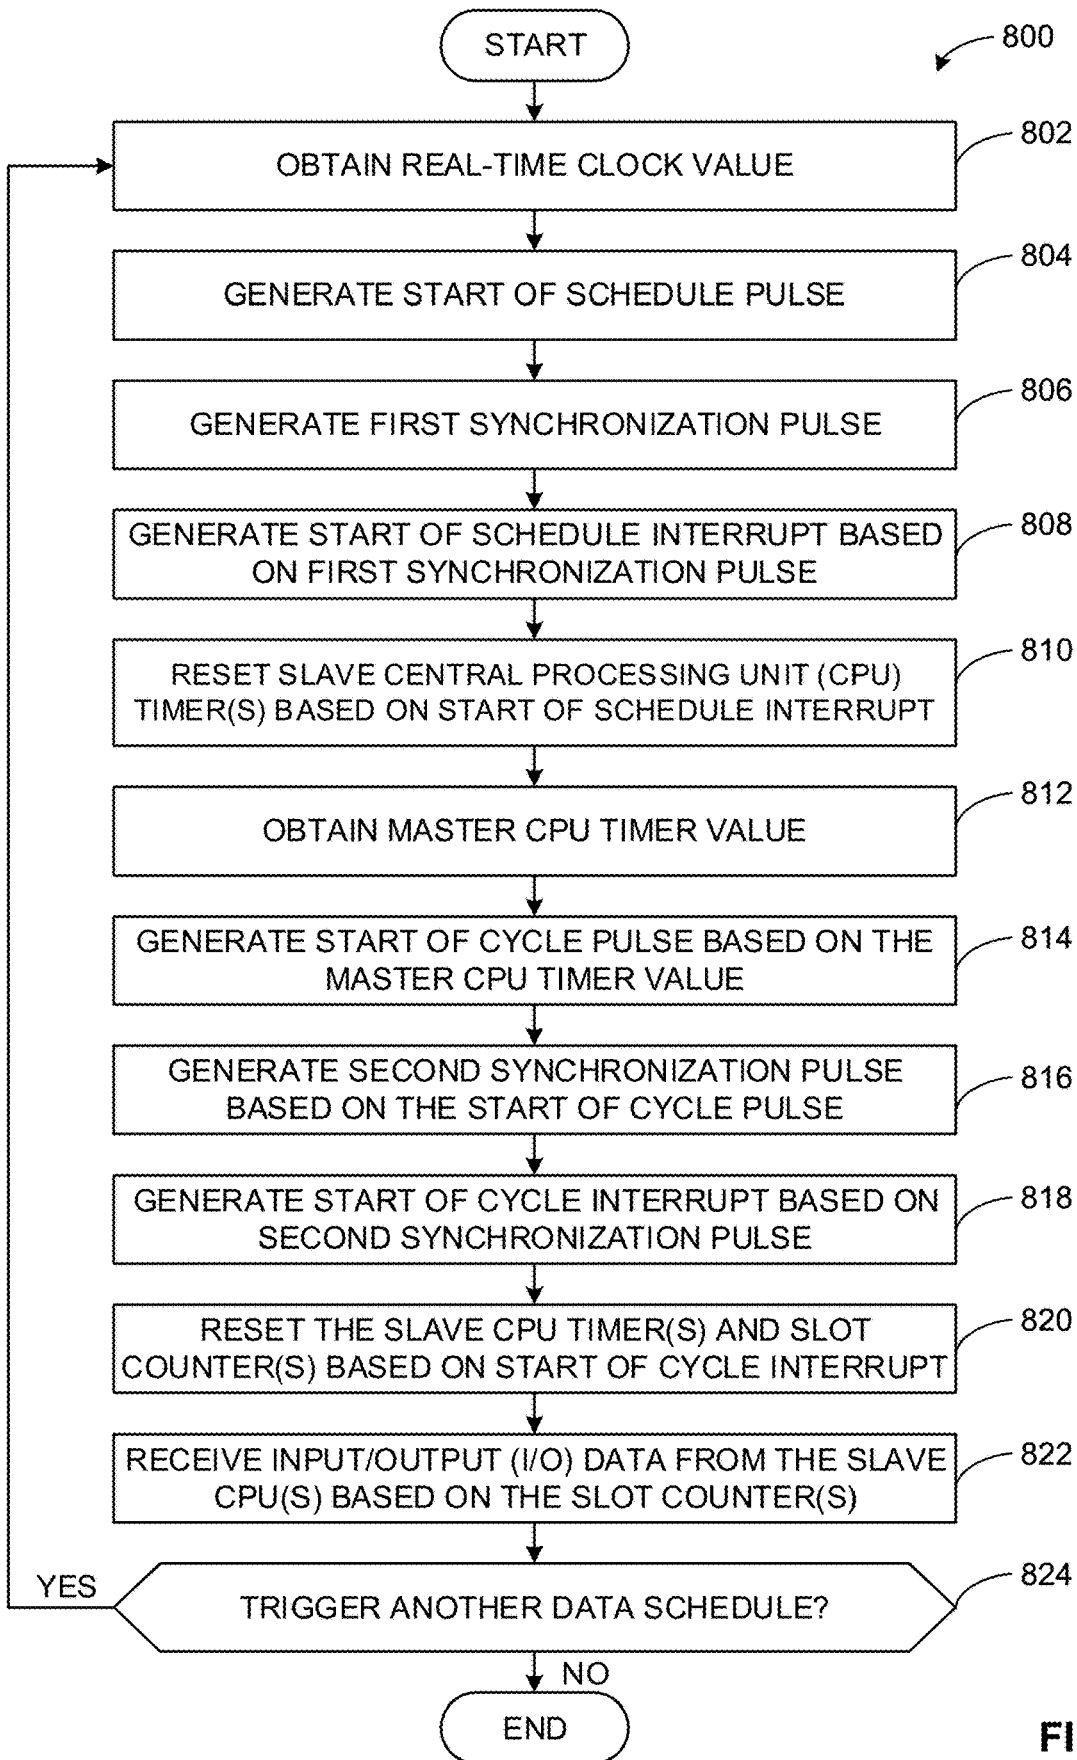 START
800
802
OBTAIN REAL-TIME CLOCK VALUE
804
GENERATE START OF SCHEDULE PULSE
806
GENERATE FIRST SYNCHRONIZATION PULSE
808
GENERATE START OF SCHEDULE INTERRUPT BASED
ON FIRST SYNCHRONIZATION PULSE
810
RESET SLAVE CENTRAL PROCESSING UNIT (CPU)
TIMER(S) BASED ON START OF SCHEDULE INTERRUPT
812
OBTAIN MASTER CPU TIMER VALUE
814
GENERATE START OF CYCLE PULSE BASED ON THE
MASTER CPU TIMER VALUE
816
GENERATE SECOND SYNCHRONIZATION PULSE
BASED ON THE START OF CYCLE PULSE
818
GENERATE START OF CYCLE INTERRUPT BASED ON
SECOND SYNCHRONIZATION PULSE
820
RESET THE SLAVE CPU TIMER(S) AND SLOT
COUNTER(S) BASED ON START OF CYCLE INTERRUPT
822
RECEIVE INPUT/OUTPUT (I/O) DATA FROM THE SLAVE
CPU(S) BASED ON THE SLOT COUNTER(S)
824
YES
TRIGGER ANOTHER DATA SCHEDULE?
NO
END
FI